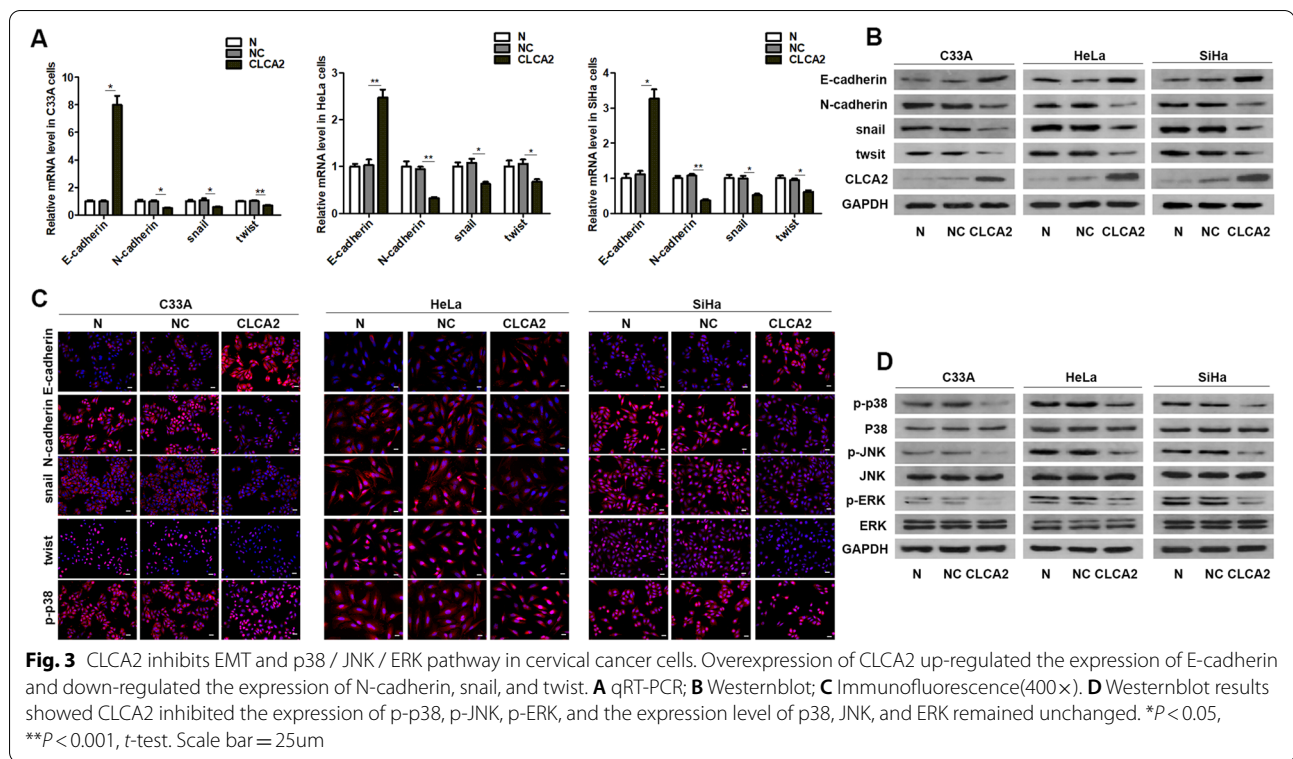 A
N
NC
CLCA2
Relative mRNA level in C33A cells
10
8
6
4
2
0
*
*
*
**
E-cadherin
N-cadherin
snail
twist
N
NC
CLCA2
Relative mRNA level in HeLa cells
3
2
1
0
**
**
*
*
E-cadherin
N-cadherin
snail
twist
N
NC
CLCA2
Relative mRNA level in SiHa cells
4
3
2
1
0
*
**
*
*
E-cadherin
N-cadherin
snail
twist
B
C33A HeLa SiHa
E-cadherin
N-cadherin
snail
twsit
CLCA2
GAPDH
N NC CLCA2 N NC CLCA2 N NC CLCA2
C
C33A HeLa SiHa
N NC CLCA2 N NC CLCA2 N NC CLCA2
E-cadherin
N-cadherin
snail
twist
p-p38
D
C33A HeLa SiHa
p-p38
P38
p-JNK
JNK
p-ERK
ERK
GAPDH
N NC CLCA2 N NC CLCA2 N NC CLCA2
Fig. 3 CLCA2 inhibits EMT and p38 / JNK / ERK pathway in cervical cancer cells. Overexpression of CLCA2 up-regulated the expression of E-cadherin
and down-regulated the expression of N-cadherin, snail, and twist. A qRT-PCR; B Westernblot; C Immunofluorescence(400×). D Westernblot results
showed CLCA2 inhibited the expression of p-p38, p-JNK, p-ERK, and the expression level of p38, JNK, and ERK remained unchanged. *P < 0.05,
**P < 0.001, t-test. Scale bar = 25um